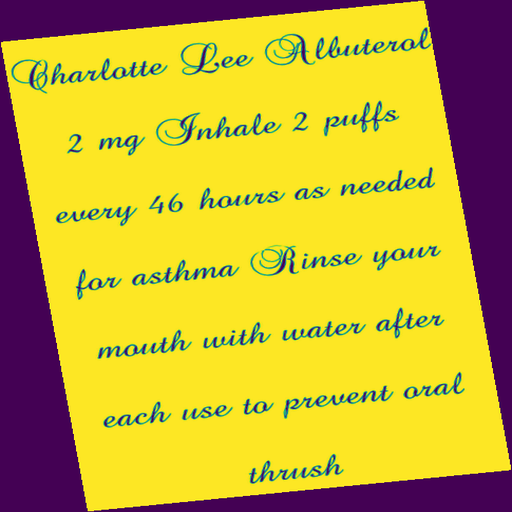 Charlotte Lee Albuterol
2 mg Inhale 2 puffs
every 46 hours as needed
for asthma Rinse your
mouth with water after
each use to prevent oral
thrush